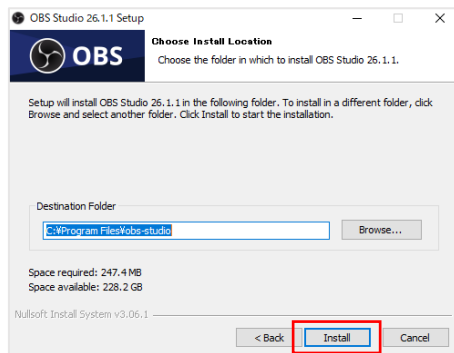 OBS Studio 26.1.1 Setup
OBS
Choose Install Location
Choose the folder in which to install OBS Studio 26.1.1.
Setup will install OBS Studio 26.1.1 in the following folder. To install in a different folder, click
Browse and select another folder. Click Install to start the installation.
Destination Folder
C:¥Program Files¥obs-studio
Browse...
Space required: 247.4 MB
Space available: 228.2 GB
Nullsoft Install System v3.06.1
< Back
Install
Cancel